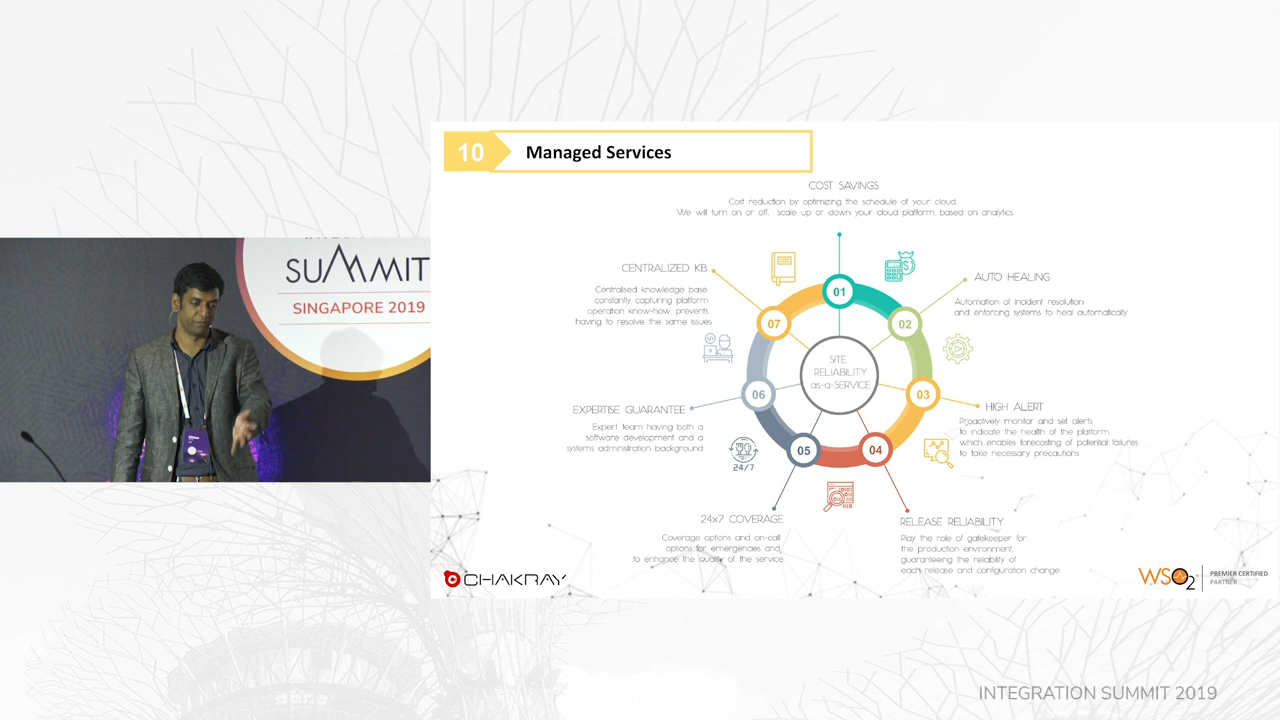 SUMMIT
SINGAPORE 2019
10
Managed Services
COST SAVINGS
Cost reduction by optimizing the schedule of your cloud
We will turn on or off, scale up or down your cloud platform, based on analytics
01
AUTO HEALING
Automation of Incident resolution
and enforcing systems to heal automatically
02
HIGH ALERT
Proactively monitor and set alerts
to indicate the health of the platform
which enables forecasting of potential failures
to take necessary precautions
03
RELEASE RELIABILITY
Play the role of gatekeeper for
the production environment,
guaranteeing the reliability of
each release and configuration change
04
24x7 COVERAGE
Coverage options and on-call
options for emergencies and,
to enhance the quality of the service
05
24/7
EXPERTISE GUARANTEE
Expert team having both a
software development and a
systems administration background
06
CENTRALIZED KB
Centralised knowledge base,
constantly capturing platform
operation know-how, prevents
having to resolve the same issues
07
SITE
RELIABILITY
as-a-SERVICE
CHAKRAY
WSO2
PREMIER CERTIFIED
PARTNER
INTEGRATION SUMMIT 2019